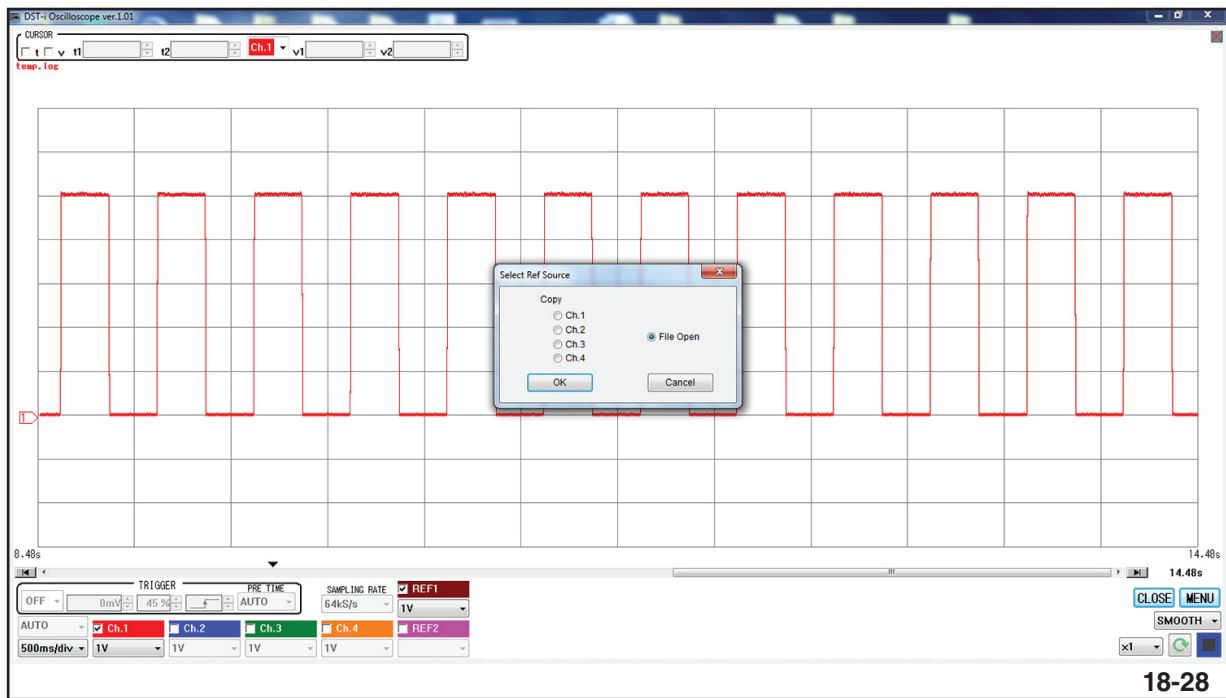 DST-i Oscilloscope ver.1.01
CURSOR
t v t1 t2 Ch.1 v1 v2
temp.log
Select Ref Source
Copy
Ch.1
Ch.2
Ch.3
Ch.4
File Open
OK Cancel
1
8.48s 14.48s
14.48s
TRIGGER PRE TIME SAMPLING RATE REF1
OFF 0mV 45 % AUTO 64kS/s 1V
CLOSE MENU
AUTO Ch.1 Ch.2 Ch.3 Ch.4 REF2
SMOOTH
500ms/div 1V 1V 1V 1V
x1
18-28